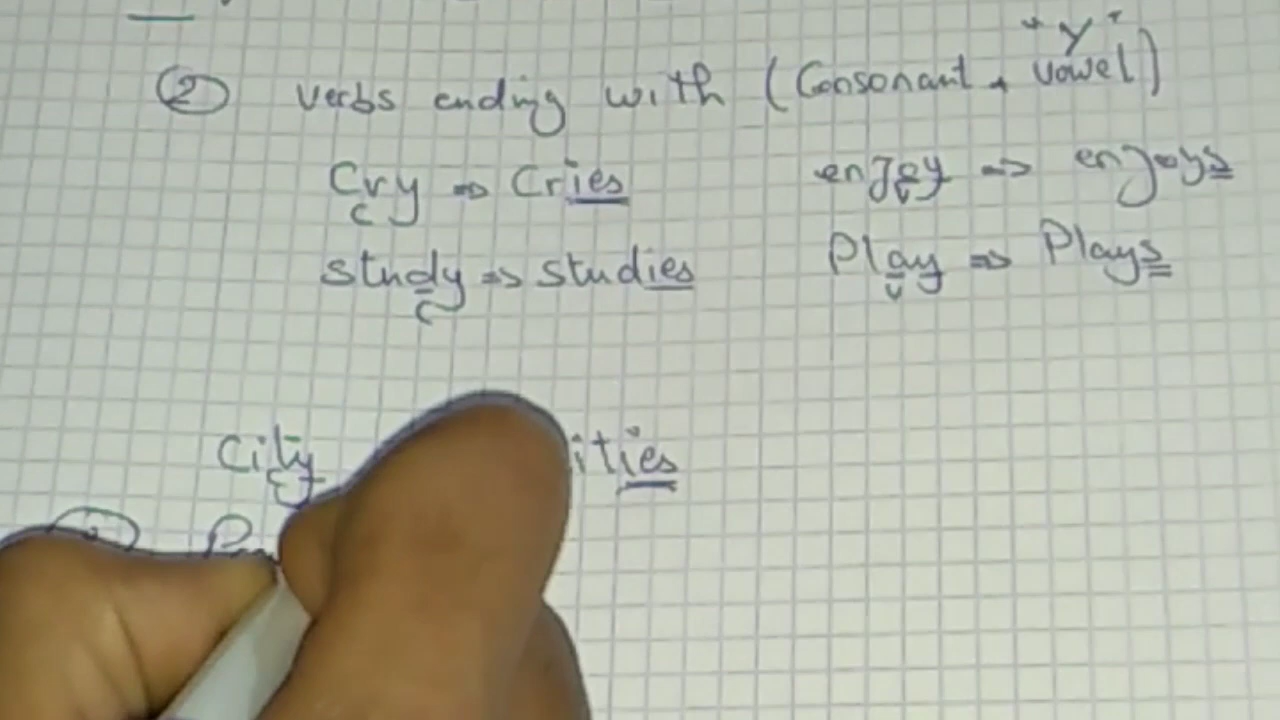 "y"
② verbs ending with (Consonant + vowel)
Cry => Cries enjoy => enjoys
c
study => studies Play => Plays
c v
City ities
c